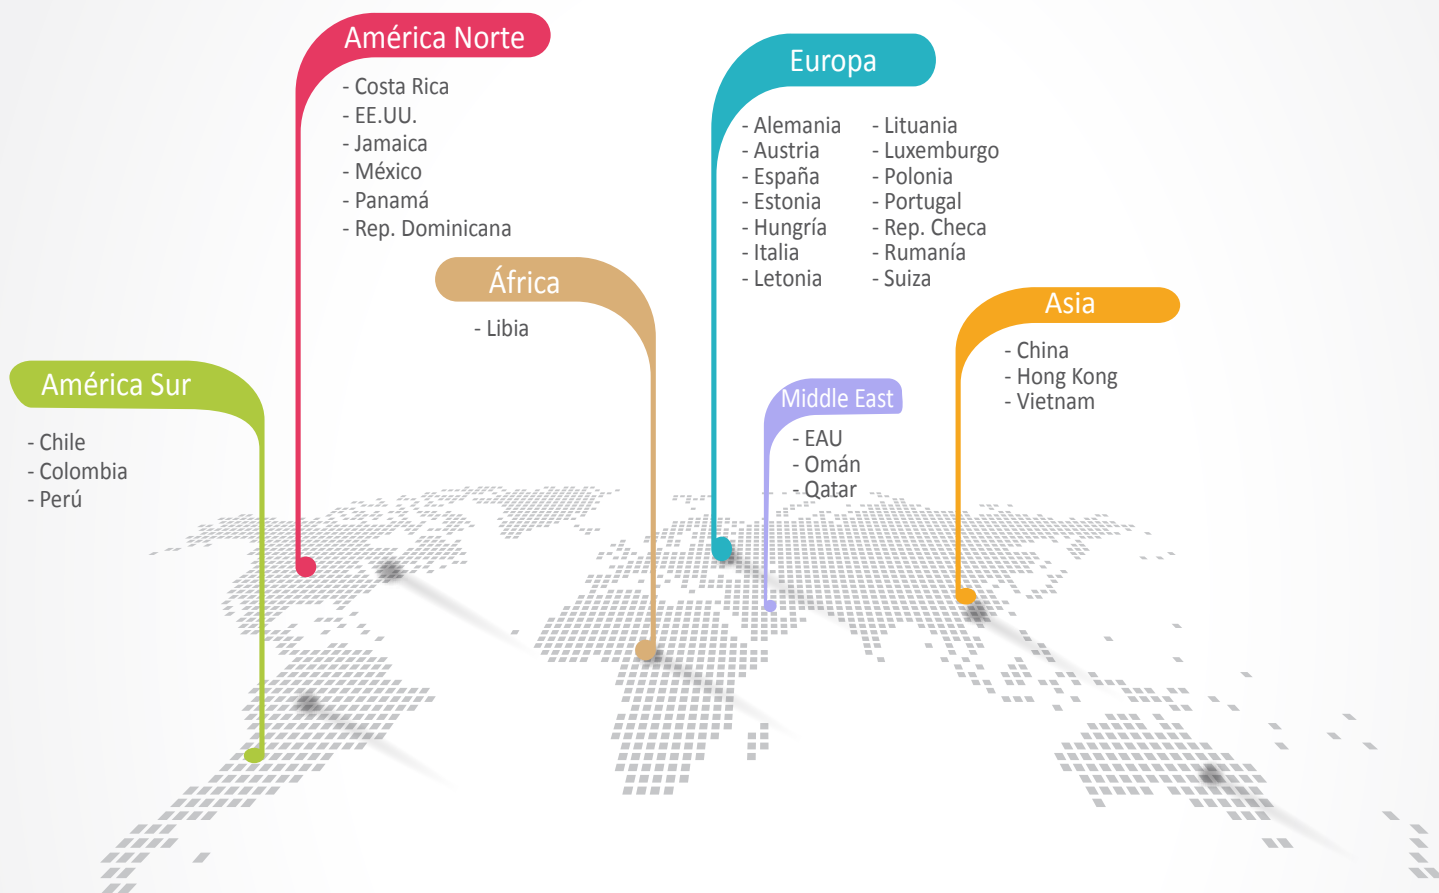 América Norte
- Costa Rica
- EE.UU.
- Jamaica
- México
- Panamá
- Rep. Dominicana
Europa
- Alemania
- Austria
- España
- Estonia
- Hungría
- Italia
- Letonia
- Lituania
- Luxemburgo
- Polonia
- Portugal
- Rep. Checa
- Rumanía
- Suiza
África
- Libia
Asia
- China
- Hong Kong
- Vietnam
América Sur
- Chile
- Colombia
- Perú
Middle East
- EAU
- Omán
- Qatar